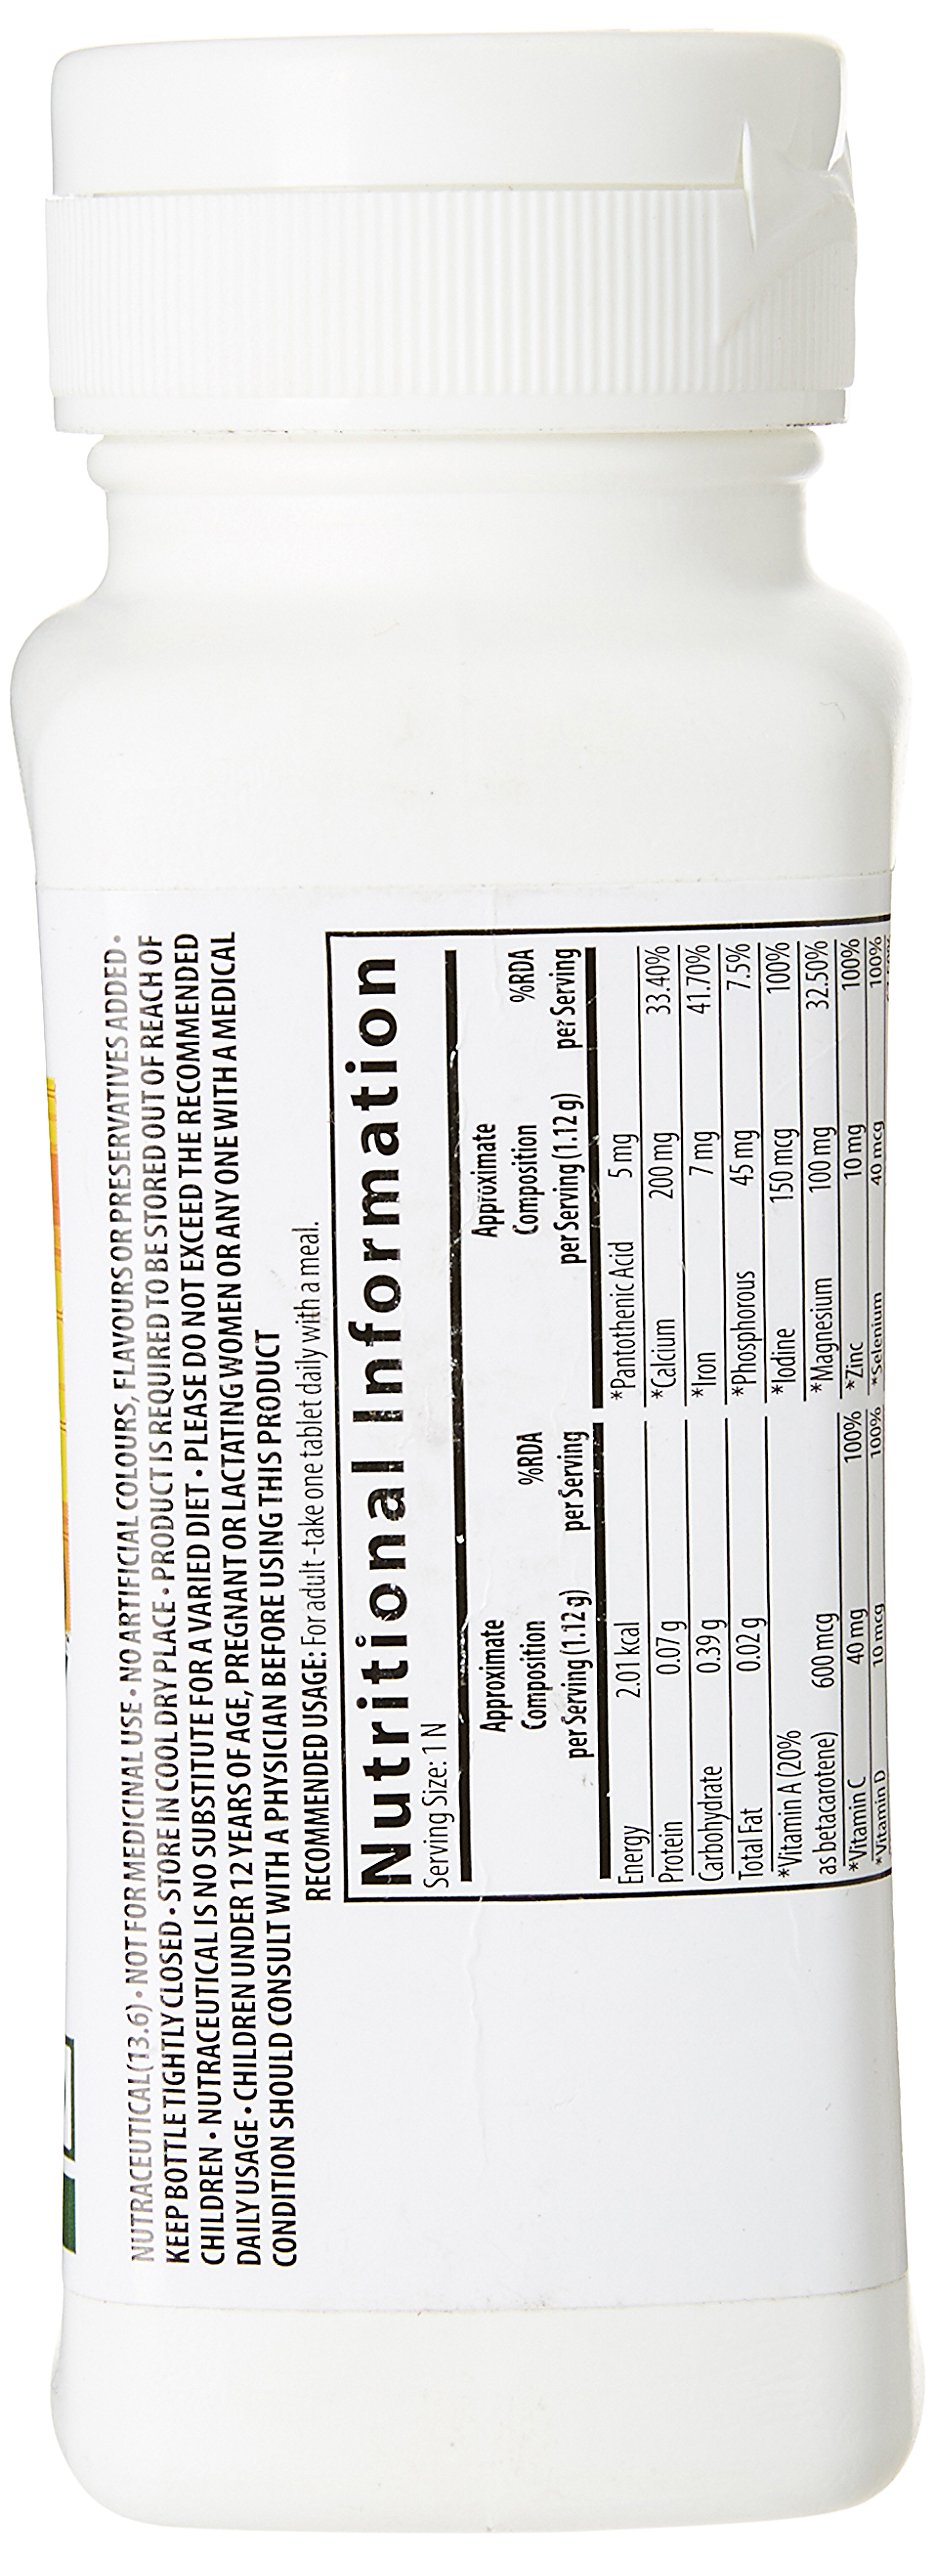 NUTRACEUTICAL(13.6) • NOT FOR MEDICINAL USE • NO ARTIFICIAL COLOURS, FLAVOURS OR PRESERVATIVES ADDED •
KEEP BOTTLE TIGHTLY CLOSED • STORE IN COOL DRY PLACE • PRODUCT IS REQUIRED TO BE STORED OUT OF REACH OF
CHILDREN • NUTRACEUTICAL IS NO SUBSTITUTE FOR A VARIED DIET • PLEASE DO NOT EXCEED THE RECOMMENDED
DAILY USAGE • CHILDREN UNDER 12 YEARS OF AGE, PREGNANT OR LACTATING WOMEN OR ANY ONE WITH A MEDICAL
CONDITION SHOULD CONSULT WITH A PHYSICIAN BEFORE USING THIS PRODUCT
RECOMMENDED USAGE: For adult -take one tablet daily with a meal.
Nutritional Information
Serving Size: 1 N
Approximate
Composition %RDA
per Serving (1.12 g) per Serving
Energy 2.01 kcal
Protein 0.07 g
Carbohydrate 0.39 g
Total Fat 0.02 g
*Vitamin A (20%
as betacarotene) 600 mcg
*Vitamin C 40 mg 100%
*Vitamin D 10 mcg 100%
Approximate
Composition %RDA
per Serving (1.12 g) per Serving
*Pantothenic Acid 5 mg
*Calcium 200 mg 33.40%
*Iron 7 mg 41.70%
*Phosphorous 45 mg 7.5%
*Iodine 150 mcg 100%
*Magnesium 100 mg 32.50%
*Zinc 10 mg 100%
*Selenium 40 mcg 100%